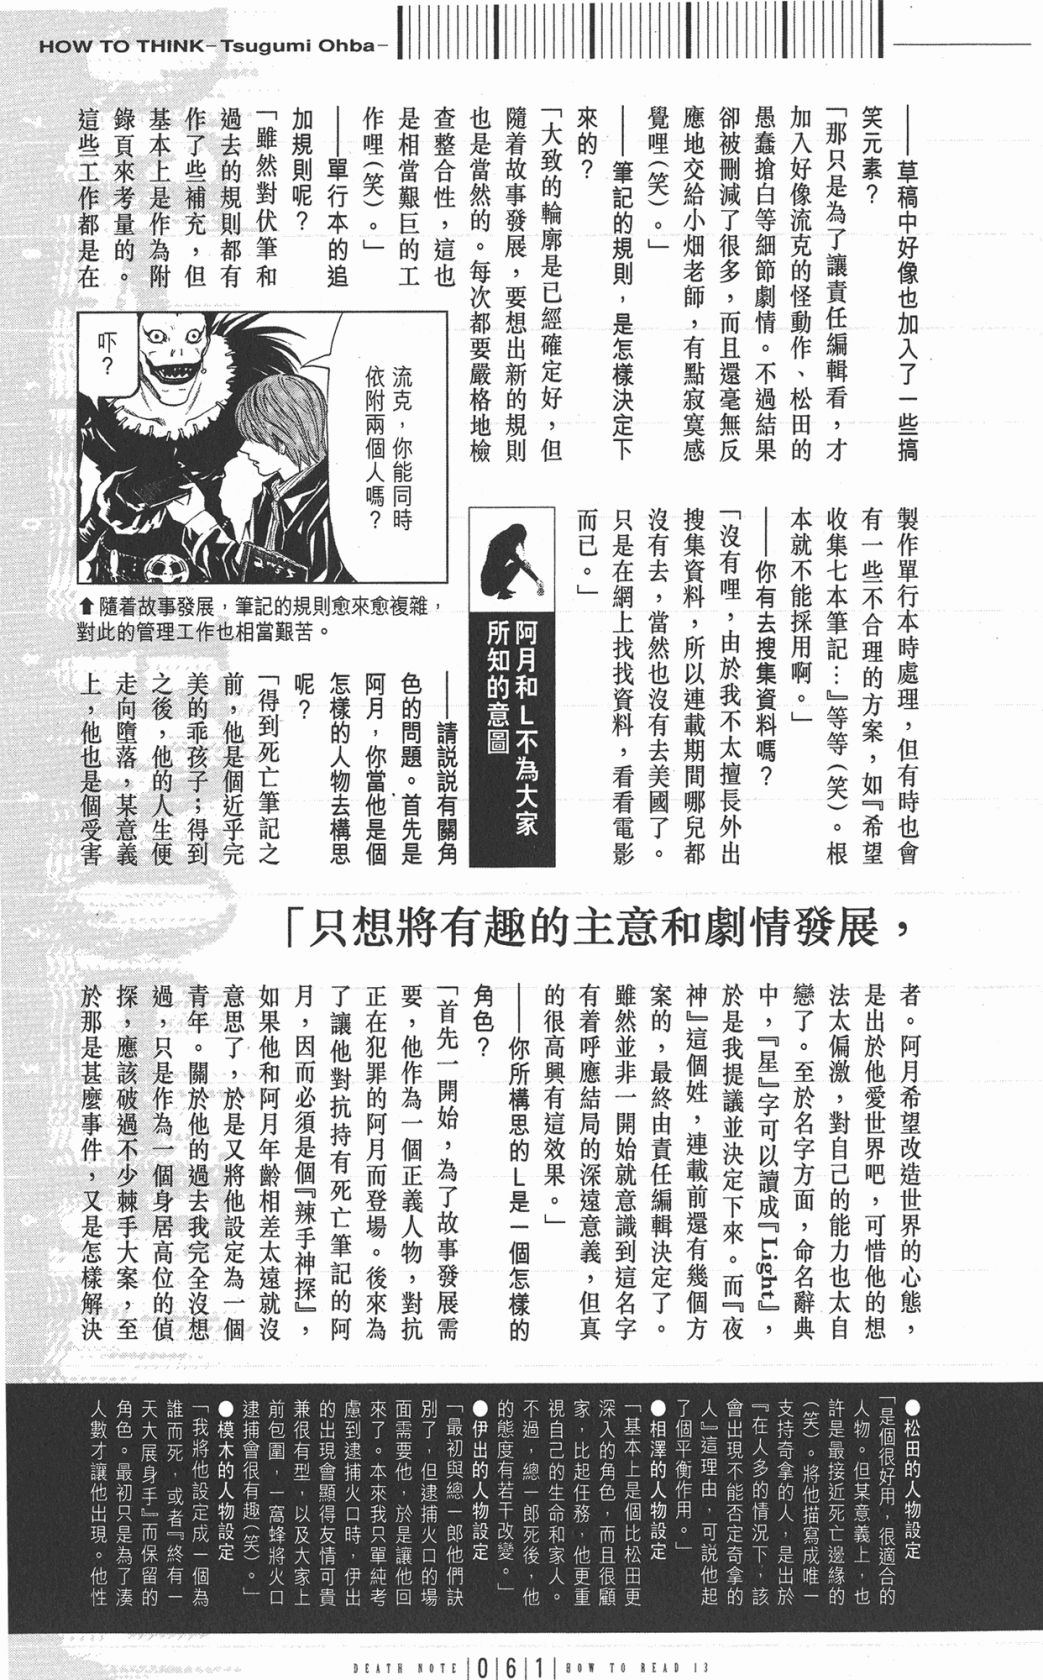 HOW TO THINK–Tsugumi Ohba–
——草稿中好像也加入了一些搞
笑元素？
「那只是為了讓責任編輯看，才
加入好像流克的怪動作、松田的
愚蠢搶白等細節劇情。不過結果
卻被刪減了很多，而且還毫無反
應地交給小畑老師，有點寂寞感
覺哩（笑）。」
——筆記的規則，是怎樣決定下
來的？
「大致的輪廓是已經確定好，但
隨着故事發展，要想出新的規則
也是當然的。每次都要嚴格地檢
查整合性，這也
是相當艱巨的工
作哩（笑）。」
——單行本的追
加規則呢？
「雖然對伏筆和
過去的規則都有
作了些補充，但
基本上是作為附
錄頁來考量的。
這些工作都是在
流克，你能同時
依附兩個人嗎？
吓？
⬆隨着故事發展，筆記的規則愈來愈複雜，
對此的管理工作也相當艱苦。
製作單行本時處理，但有時也會
有一些不合理的方案，如『希望
收集七本筆記…』等等（笑）。根
本就不能採用啊。」
——你有去搜集資料嗎？
「沒有哩，由於我不太擅長外出
搜集資料，所以連載期間哪兒都
沒有去，當然也沒有去美國了。
只是在網上找找資料，看看電影
而已。」
阿月和L不為大家
所知的意圖
——請説説有關角
色的問題。首先是
阿月，你當他是個
怎樣的人物去構思
呢？
「得到死亡筆記之
前，他是個近乎完
美的乖孩子；得到
之後，他的人生便
走向墮落，某意義
上，他也是個受害
「只想將有趣的主意和劇情發展，
者。阿月希望改造世界的心態，
是出於他愛世界吧，可惜他的想
法太偏激，對自己的能力也太自
戀了。至於名字方面，命名辭典
中，『星』字可以讀成『Light』，
於是我提議並決定下來。而『夜
神』這個姓，連載前還有幾個方
案的，最終由責任編輯決定了。
雖然並非一開始就意識到這名字
有着呼應結局的深遠意義，但真
的很高興有這效果。」
——你所構思的L是一個怎樣的
角色？
「首先一開始，為了故事發展需
要，他作為一個正義人物，對抗
正在犯罪的阿月而登場。後來為
了讓他對抗持有死亡筆記的阿
月，因而必須是個『辣手神探』，
如果他和阿月年齡相差太遠就沒
意思了，於是又將他設定為一個
青年。關於他的過去我完全沒想
過，只是作為一個身居高位的偵
探，應該破過不少棘手大案，至
於那是甚麼事件，又是怎樣解決
●松田的人物設定
「是個很好用，很適合的
人物。但某意義上，也
許是最接近死亡邊緣的
（笑）。將他描寫成唯一
支持奇拿的人，是出於
『在人多的情況下，該
會出現不能否定奇拿的
人』這理由，可說他起
了個平衡作用。」
●相澤的人物設定
「基本上是個比松田更
深入的角色，而且很顧
家，比起任務，他更重
視自己的生命和家人。
不過，總一郎死後，他
的態度有若干改變。」
●伊出的人物設定
「最初與總一郎他們訣
別了，但逮捕火口的場
面需要他，於是讓他回
來了。本來我只單純考
慮到逮捕火口時，伊出
的出現會顯得友情可貴
兼很有型，以及大家上
前包圍，一窩蜂將火口
逮捕會很有趣（笑）。」
●模木的人物設定
「我將他設定成一個為
誰而死，或者『終有一
天大展身手』而保留的
角色。最初只是為了湊
人數才讓他出現。他性
DEATH NOTE |0|6|1| HOW TO READ 13